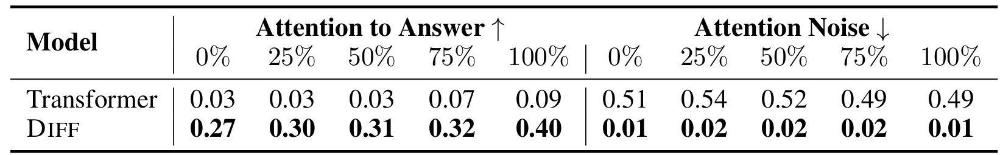 Model Attention to Answer ↑ Attention Noise ↓
0% 25% 50% 75% 100% 0% 25% 50% 75% 100%
Transformer 0.03 0.03 0.03 0.07 0.09 0.51 0.54 0.52 0.49 0.49
DIFF 0.27 0.30 0.31 0.32 0.40 0.01 0.02 0.02 0.02 0.01